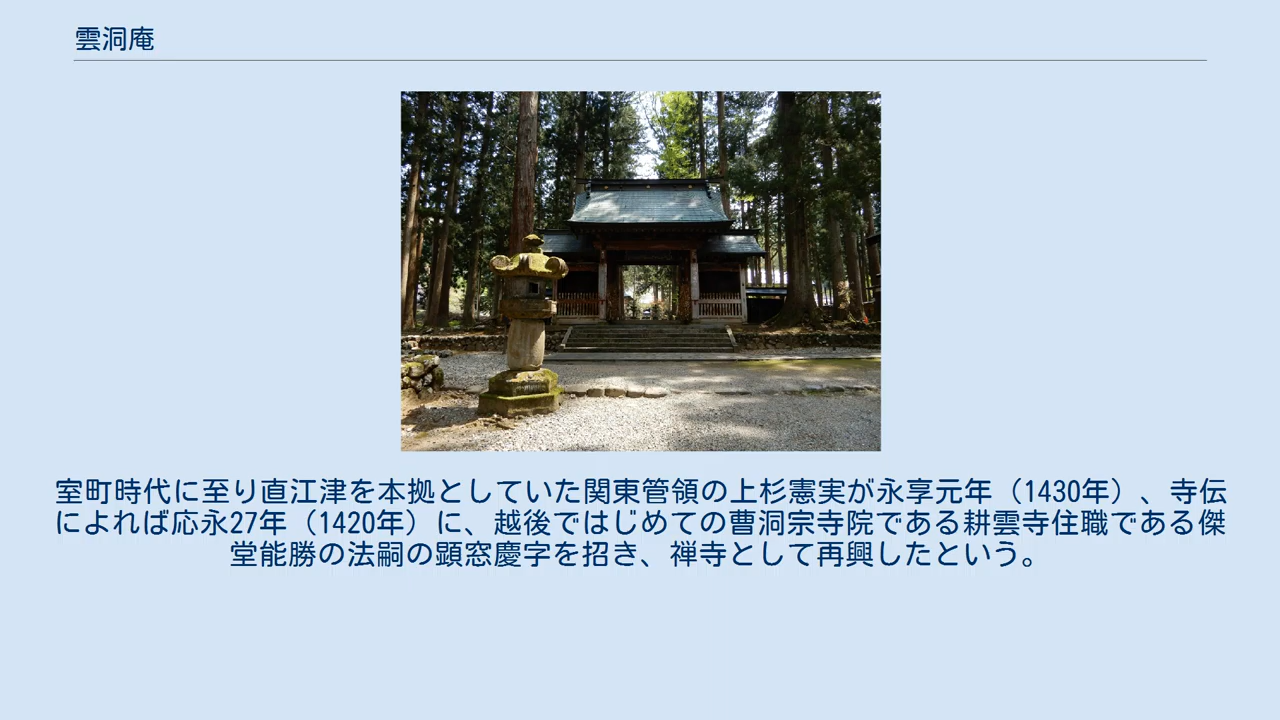 雲洞庵
室町時代に至り直江津を本拠としていた関東管領の上杉憲実が永享元年（1430年）、寺伝
によれば応永27年（1420年）に、越後ではじめての曹洞宗寺院である耕雲寺住職である傑
堂能勝の法嗣の顕窓慶字を招き、禅寺として再興したという。